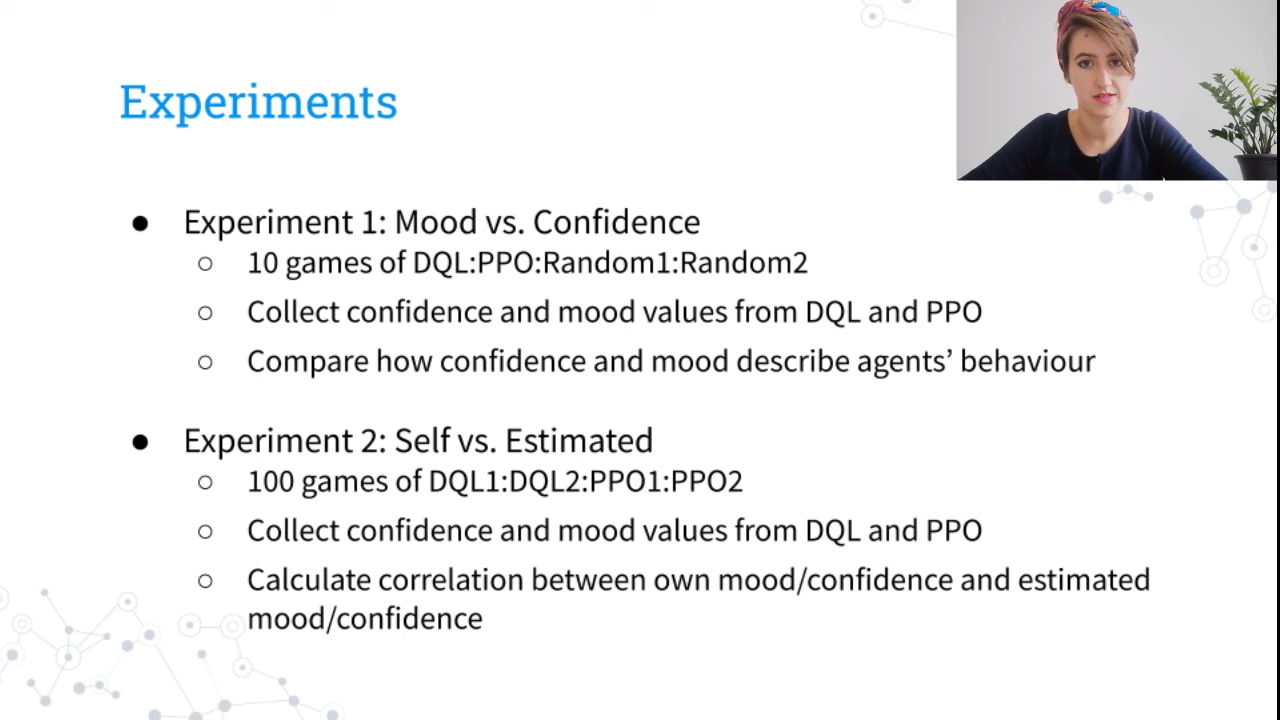 Experiments
● Experiment 1: Mood vs. Confidence
○ 10 games of DQL:PPO:Random1:Random2
○ Collect confidence and mood values from DQL and PPO
○ Compare how confidence and mood describe agents’ behaviour
● Experiment 2: Self vs. Estimated
○ 100 games of DQL1:DQL2:PPO1:PPO2
○ Collect confidence and mood values from DQL and PPO
○ Calculate correlation between own mood/confidence and estimated
mood/confidence